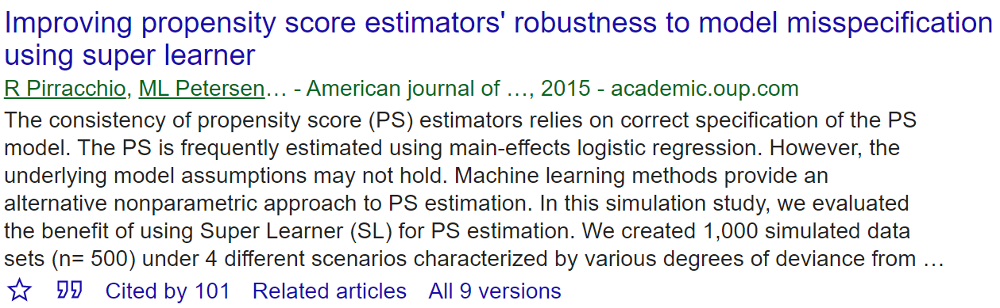 Improving propensity score estimators' robustness to model misspecification
using super learner
R Pirracchio, ML Petersen… - American journal of …, 2015 - academic.oup.com
The consistency of propensity score (PS) estimators relies on correct specification of the PS
model. The PS is frequently estimated using main-effects logistic regression. However, the
underlying model assumptions may not hold. Machine learning methods provide an
alternative nonparametric approach to PS estimation. In this simulation study, we evaluated
the benefit of using Super Learner (SL) for PS estimation. We created 1,000 simulated data
sets (n= 500) under 4 different scenarios characterized by various degrees of deviance from …
Cited by 101 Related articles All 9 versions